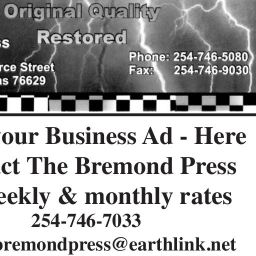 Original Quality
Restored
ss
Phone: 254-746-5080
rce Street
Fax: 254-746-9030
as 76629
our Business Ad - Here
ct The Bremond Press
eekly & monthly rates
254-746-7033
bremondpress@earthlink.net